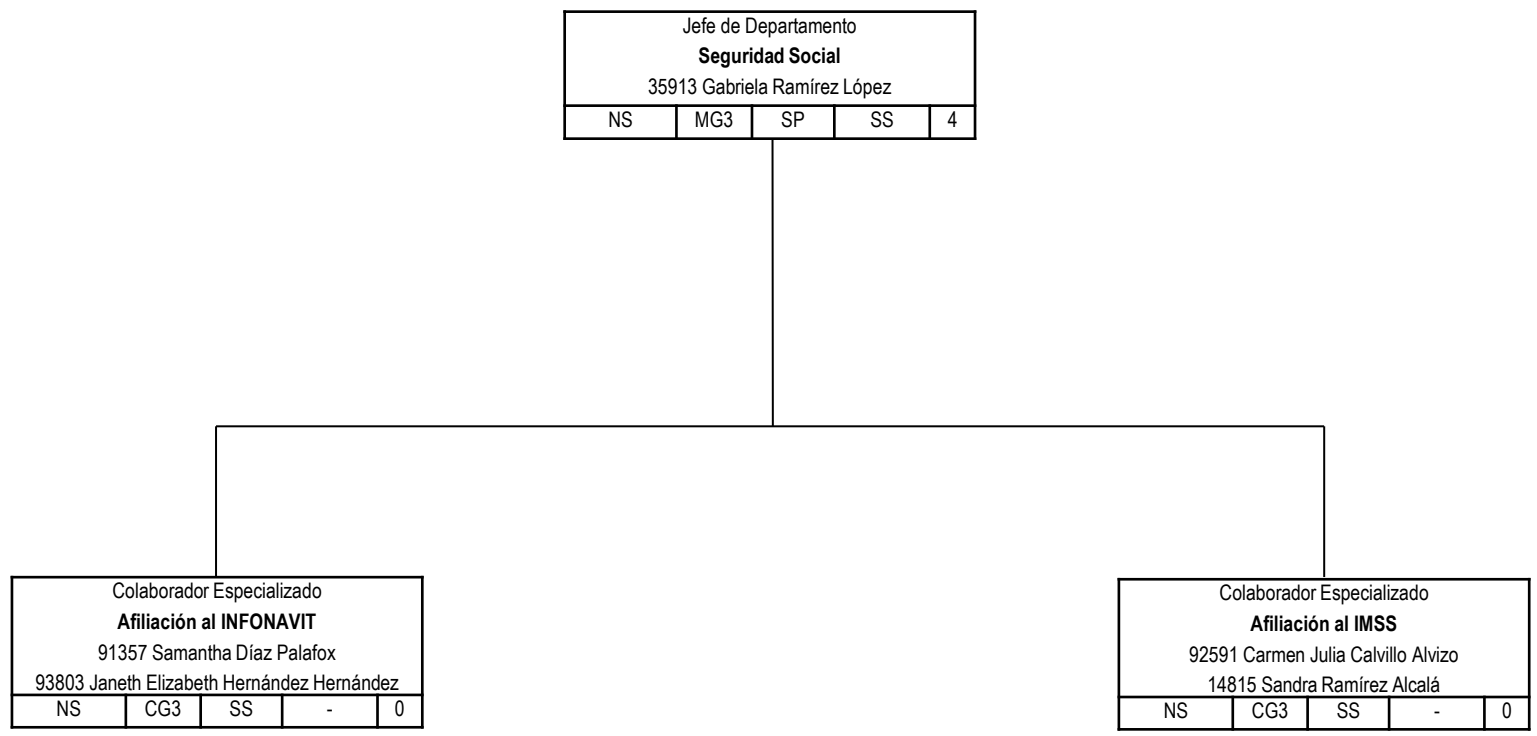 Jefe de Departamento
Seguridad Social
35913 Gabriela Ramírez López
NS MG3 SP SS 4
Colaborador Especializado
Afiliación al INFONAVIT
91357 Samantha Díaz Palafox
93803 Janeth Elizabeth Hernández Hernández
NS CG3 SS - 0
Colaborador Especializado
Afiliación al IMSS
92591 Carmen Julia Calvillo Alvizo
14815 Sandra Ramírez Alcalá
NS CG3 SS - 0